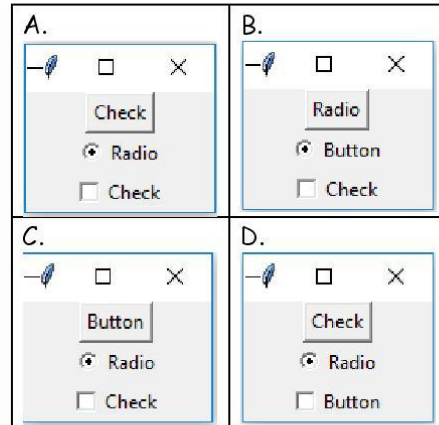 A.
Check
Radio
Check
B.
Radio
Button
Check
C.
Button
Radio
Check
D.
Check
Radio
Button